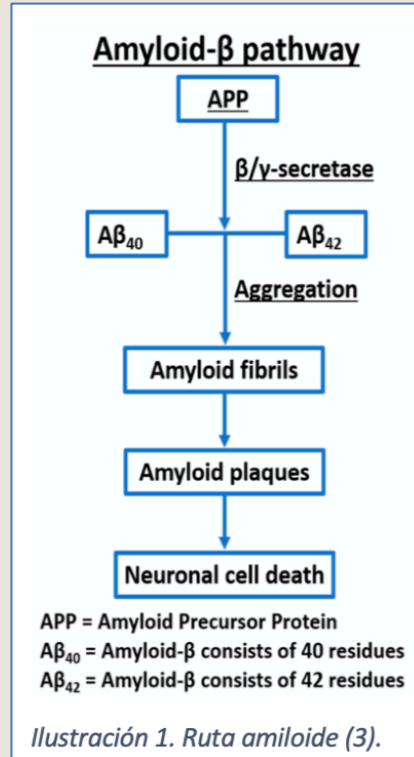 Amyloid-β pathway
APP
β/γ-secretase
Aβ₄₀
Aβ₄₂
Aggregation
Amyloid fibrils
Amyloid plaques
Neuronal cell death
APP = Amyloid Precursor Protein
Aβ₄₀ = Amyloid-β consists of 40 residues
Aβ₄₂ = Amyloid-β consists of 42 residues
Ilustración 1. Ruta amiloide (3).